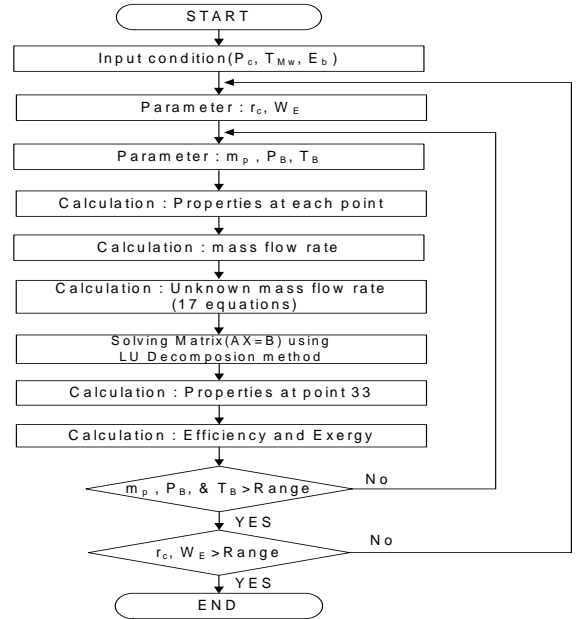 START
Input condition(Pc, TMw, Eb)
Parameter : rc, WE
Parameter : mp, PB, TB
Calculation : Properties at each point
Calculation : mass flow rate
Calculation : Unknown mass flow rate
(17 equations)
Solving Matrix(AX=B) using
LU Decomposion method
Calculation : Properties at point 33
Calculation : Efficiency and Exergy
mp, PB, & TB >Range
No
YES
rc, WE >Range
No
YES
END